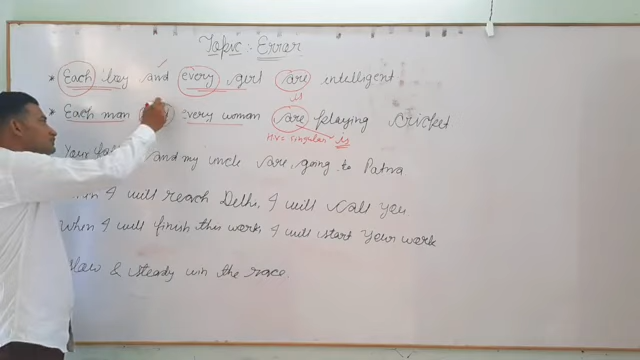 Topic : Error
* Each boy and every girl are intelligent
is
* Each man every woman are playing cricket
H.V = singular is
Your and my uncle are going to Patna
I will reach Delhi, I will call you.
When I will finish this work I will start your work
Slow & steady win the race.